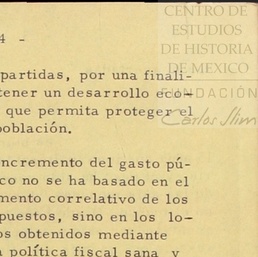 4 -
CENTRO DE
ESTUDIOS
DE HISTORIA
DE MEXICO
FUNDACIÓN
Carlos Slim
partidas, por una finali-
tener un desarrollo eco-
que permita proteger el
población.
ncremento del gasto pú-
co no se ha basado en el
mento correlativo de los
puestos, sino en los lo-
os obtenidos mediante
a política fiscal sana y